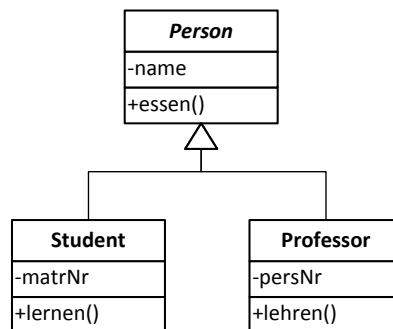 Person
-name
+essen()
Student
-matrNr
+lernen()
Professor
-persNr
+lehren()